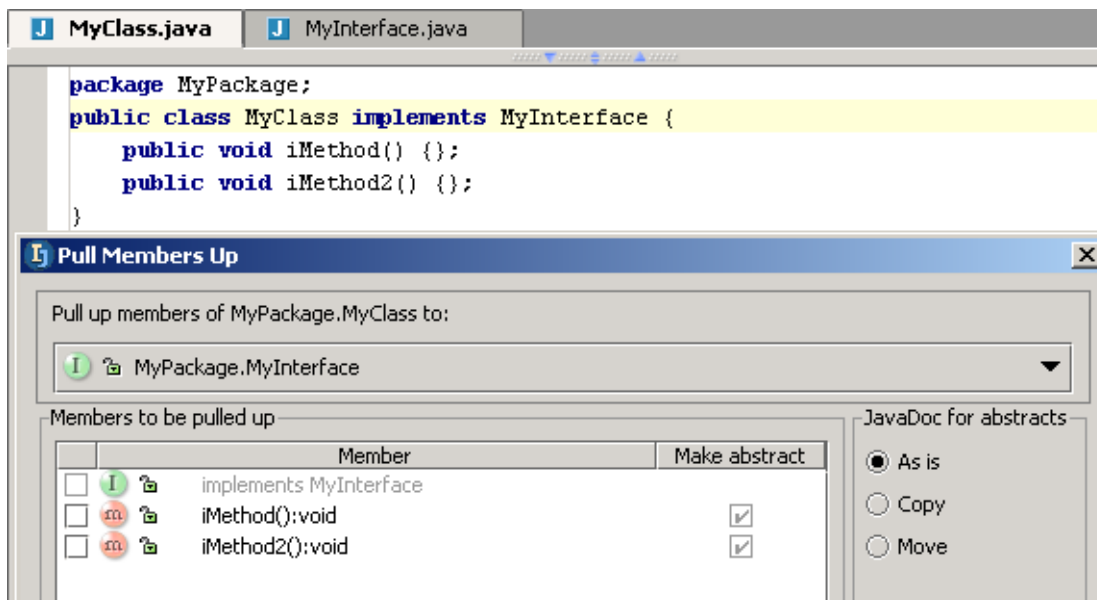 J MyClass.java J MyInterface.java
package MyPackage;
public class MyClass implements MyInterface {
public void iMethod() {};
public void iMethod2() {};
}
IJ Pull Members Up
Pull up members of MyPackage.MyClass to:
I MyPackage.MyInterface
Members to be pulled up JavaDoc for abstracts
Member Make abstract
As is
I implements MyInterface
m iMethod():void
Copy
m iMethod2():void
Move